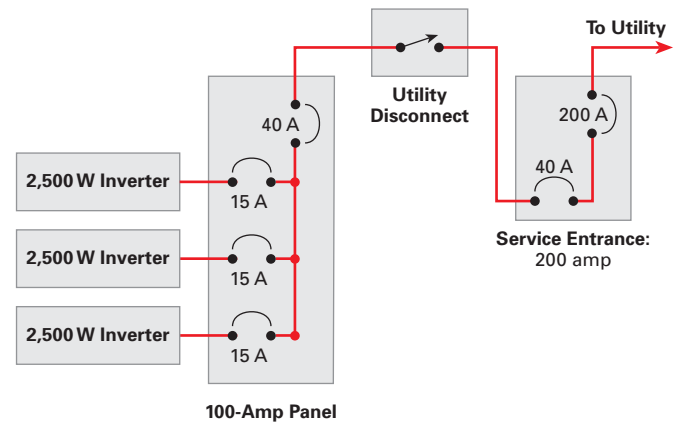 To Utility
Utility
Disconnect
40 A
200 A
40 A
2,500 W Inverter
15 A
2,500 W Inverter
15 A
2,500 W Inverter
15 A
Service Entrance:
200 amp
100-Amp Panel